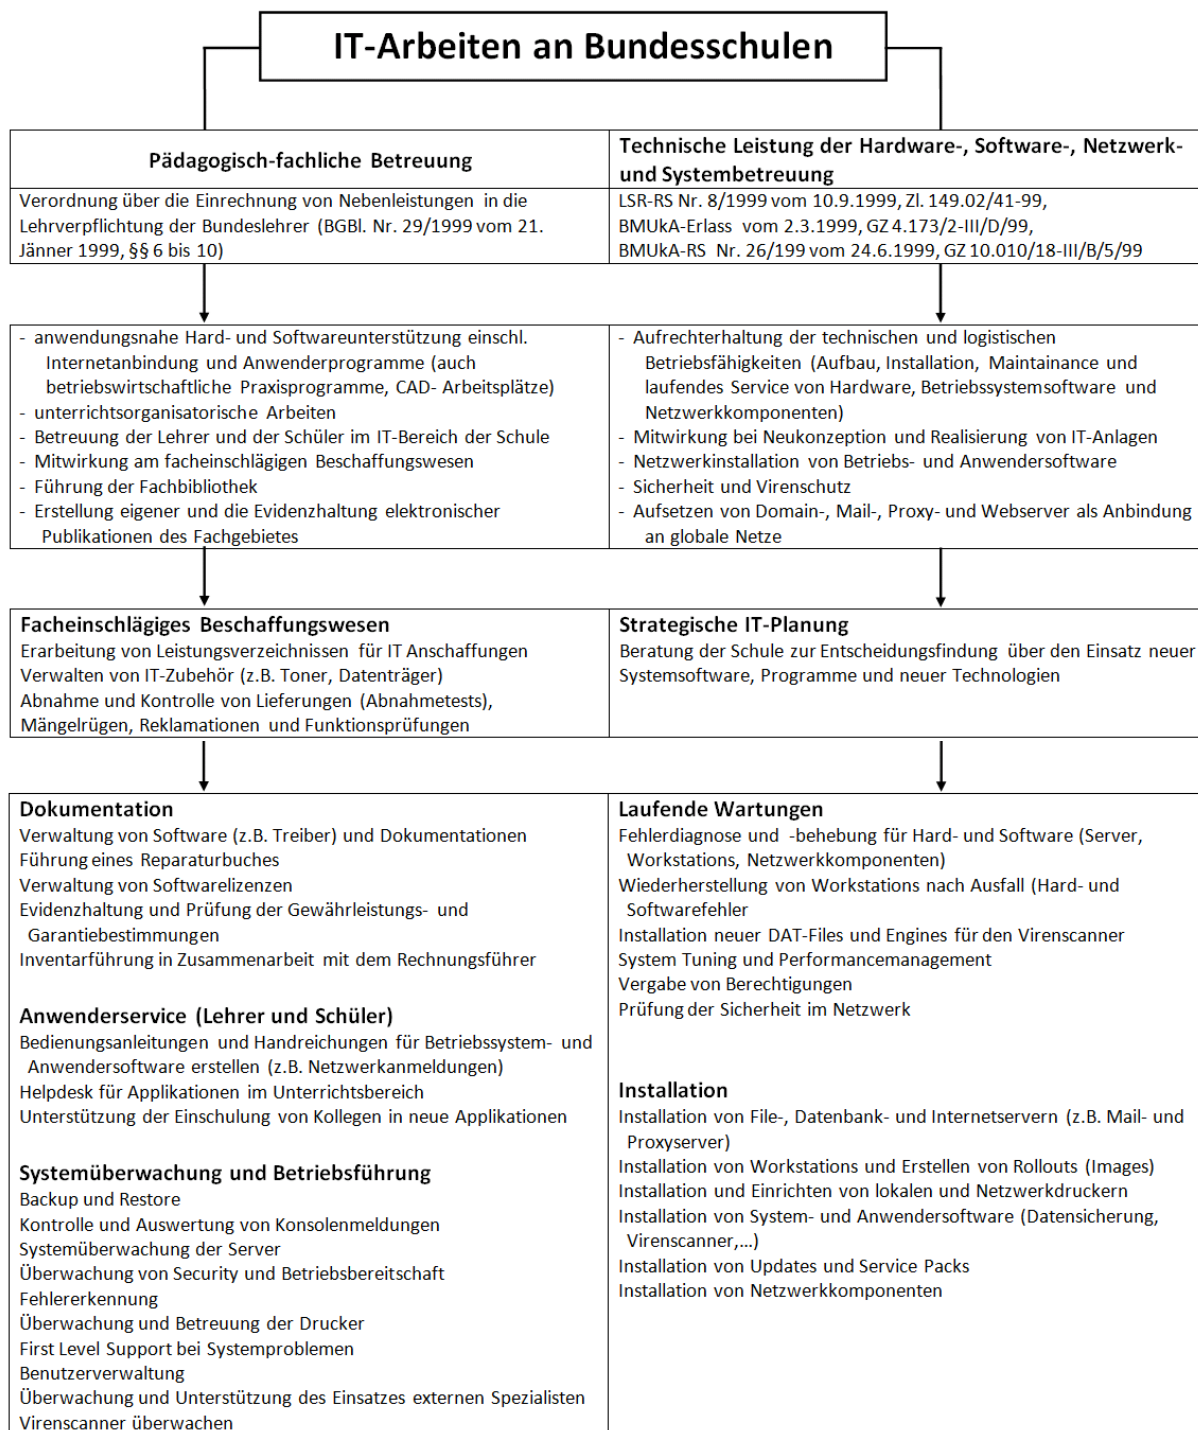 IT-Arbeiten an Bundesschulen
Pädagogisch-fachliche Betreuung
Verordnung über die Einrechnung von Nebenleistungen in die
Lehrverpflichtung der Bundeslehrer (BGBl. Nr. 29/1999 vom 21.
Jänner 1999, §§ 6 bis 10)
Technische Leistung der Hardware-, Software-, Netzwerk-
und Systembetreuung
LSR-RS Nr. 8/1999 vom 10.9.1999, Zl. 149.02/41-99,
BMUkA-Erlass vom 2.3.1999, GZ 4.173/2-III/D/99,
BMUkA-RS Nr. 26/199 vom 24.6.1999, GZ 10.010/18-III/B/5/99
- anwendungsnahe Hard- und Softwareunterstützung einschl.
Internetanbindung und Anwenderprogramme (auch
betriebswirtschaftliche Praxisprogramme, CAD- Arbeitsplätze)
- unterrichtsorganisatorische Arbeiten
- Betreuung der Lehrer und der Schüler im IT-Bereich der Schule
- Mitwirkung am facheinschlägigen Beschaffungswesen
- Führung der Fachbibliothek
- Erstellung eigener und die Evidenzhaltung elektronischer
Publikationen des Fachgebietes
- Aufrechterhaltung der technischen und logistischen
Betriebsfähigkeiten (Aufbau, Installation, Maintainance und
laufendes Service von Hardware, Betriebssystemsoftware und
Netzwerkkomponenten)
- Mitwirkung bei Neukonzeption und Realisierung von IT-Anlagen
- Netzwerkinstallation von Betriebs- und Anwendersoftware
- Sicherheit und Virenschutz
- Aufsetzen von Domain-, Mail-, Proxy- und Webserver als Anbindung
an globale Netze
Facheinschlägiges Beschaffungswesen
Erarbeitung von Leistungsverzeichnissen für IT Anschaffungen
Verwalten von IT-Zubehör (z.B. Toner, Datenträger)
Abnahme und Kontrolle von Lieferungen (Abnahmetests),
Mängelrügen, Reklamationen und Funktionsprüfungen
Strategische IT-Planung
Beratung der Schule zur Entscheidungsfindung über den Einsatz neuer
Systemsoftware, Programme und neuer Technologien
Dokumentation
Verwaltung von Software (z.B. Treiber) und Dokumentationen
Führung eines Reparaturbuches
Verwaltung von Softwarelizenzen
Evidenzhaltung und Prüfung der Gewährleistungs- und
Garantiebestimmungen
Inventarführung in Zusammenarbeit mit dem Rechnungsführer
Anwenderservice (Lehrer und Schüler)
Bedienungsanleitungen und Handreichungen für Betriebssystem- und
Anwendersoftware erstellen (z.B. Netzwerkanmeldungen)
Helpdesk für Applikationen im Unterrichtsbereich
Unterstützung der Einschulung von Kollegen in neue Applikationen
Systemüberwachung und Betriebsführung
Backup und Restore
Kontrolle und Auswertung von Konsolenmeldungen
Systemüberwachung der Server
Überwachung von Security und Betriebsbereitschaft
Fehlererkennung
Überwachung und Betreuung der Drucker
First Level Support bei Systemproblemen
Benutzerverwaltung
Überwachung und Unterstützung des Einsatzes externen Spezialisten
Virenscanner überwachen
Laufende Wartungen
Fehlerdiagnose und -behebung für Hard- und Software (Server,
Workstations, Netzwerkkomponenten)
Wiederherstellung von Workstations nach Ausfall (Hard- und
Softwarefehler
Installation neuer DAT-Files und Engines für den Virenscanner
System Tuning und Performancemanagement
Vergabe von Berechtigungen
Prüfung der Sicherheit im Netzwerk
Installation
Installation von File-, Datenbank- und Internetservern (z.B. Mail- und
Proxyserver)
Installation von Workstations und Erstellen von Rollouts (Images)
Installation und Einrichten von lokalen und Netzwerkdruckern
Installation von System- und Anwendersoftware (Datensicherung,
Virenscanner,...)
Installation von Updates und Service Packs
Installation von Netzwerkkomponenten